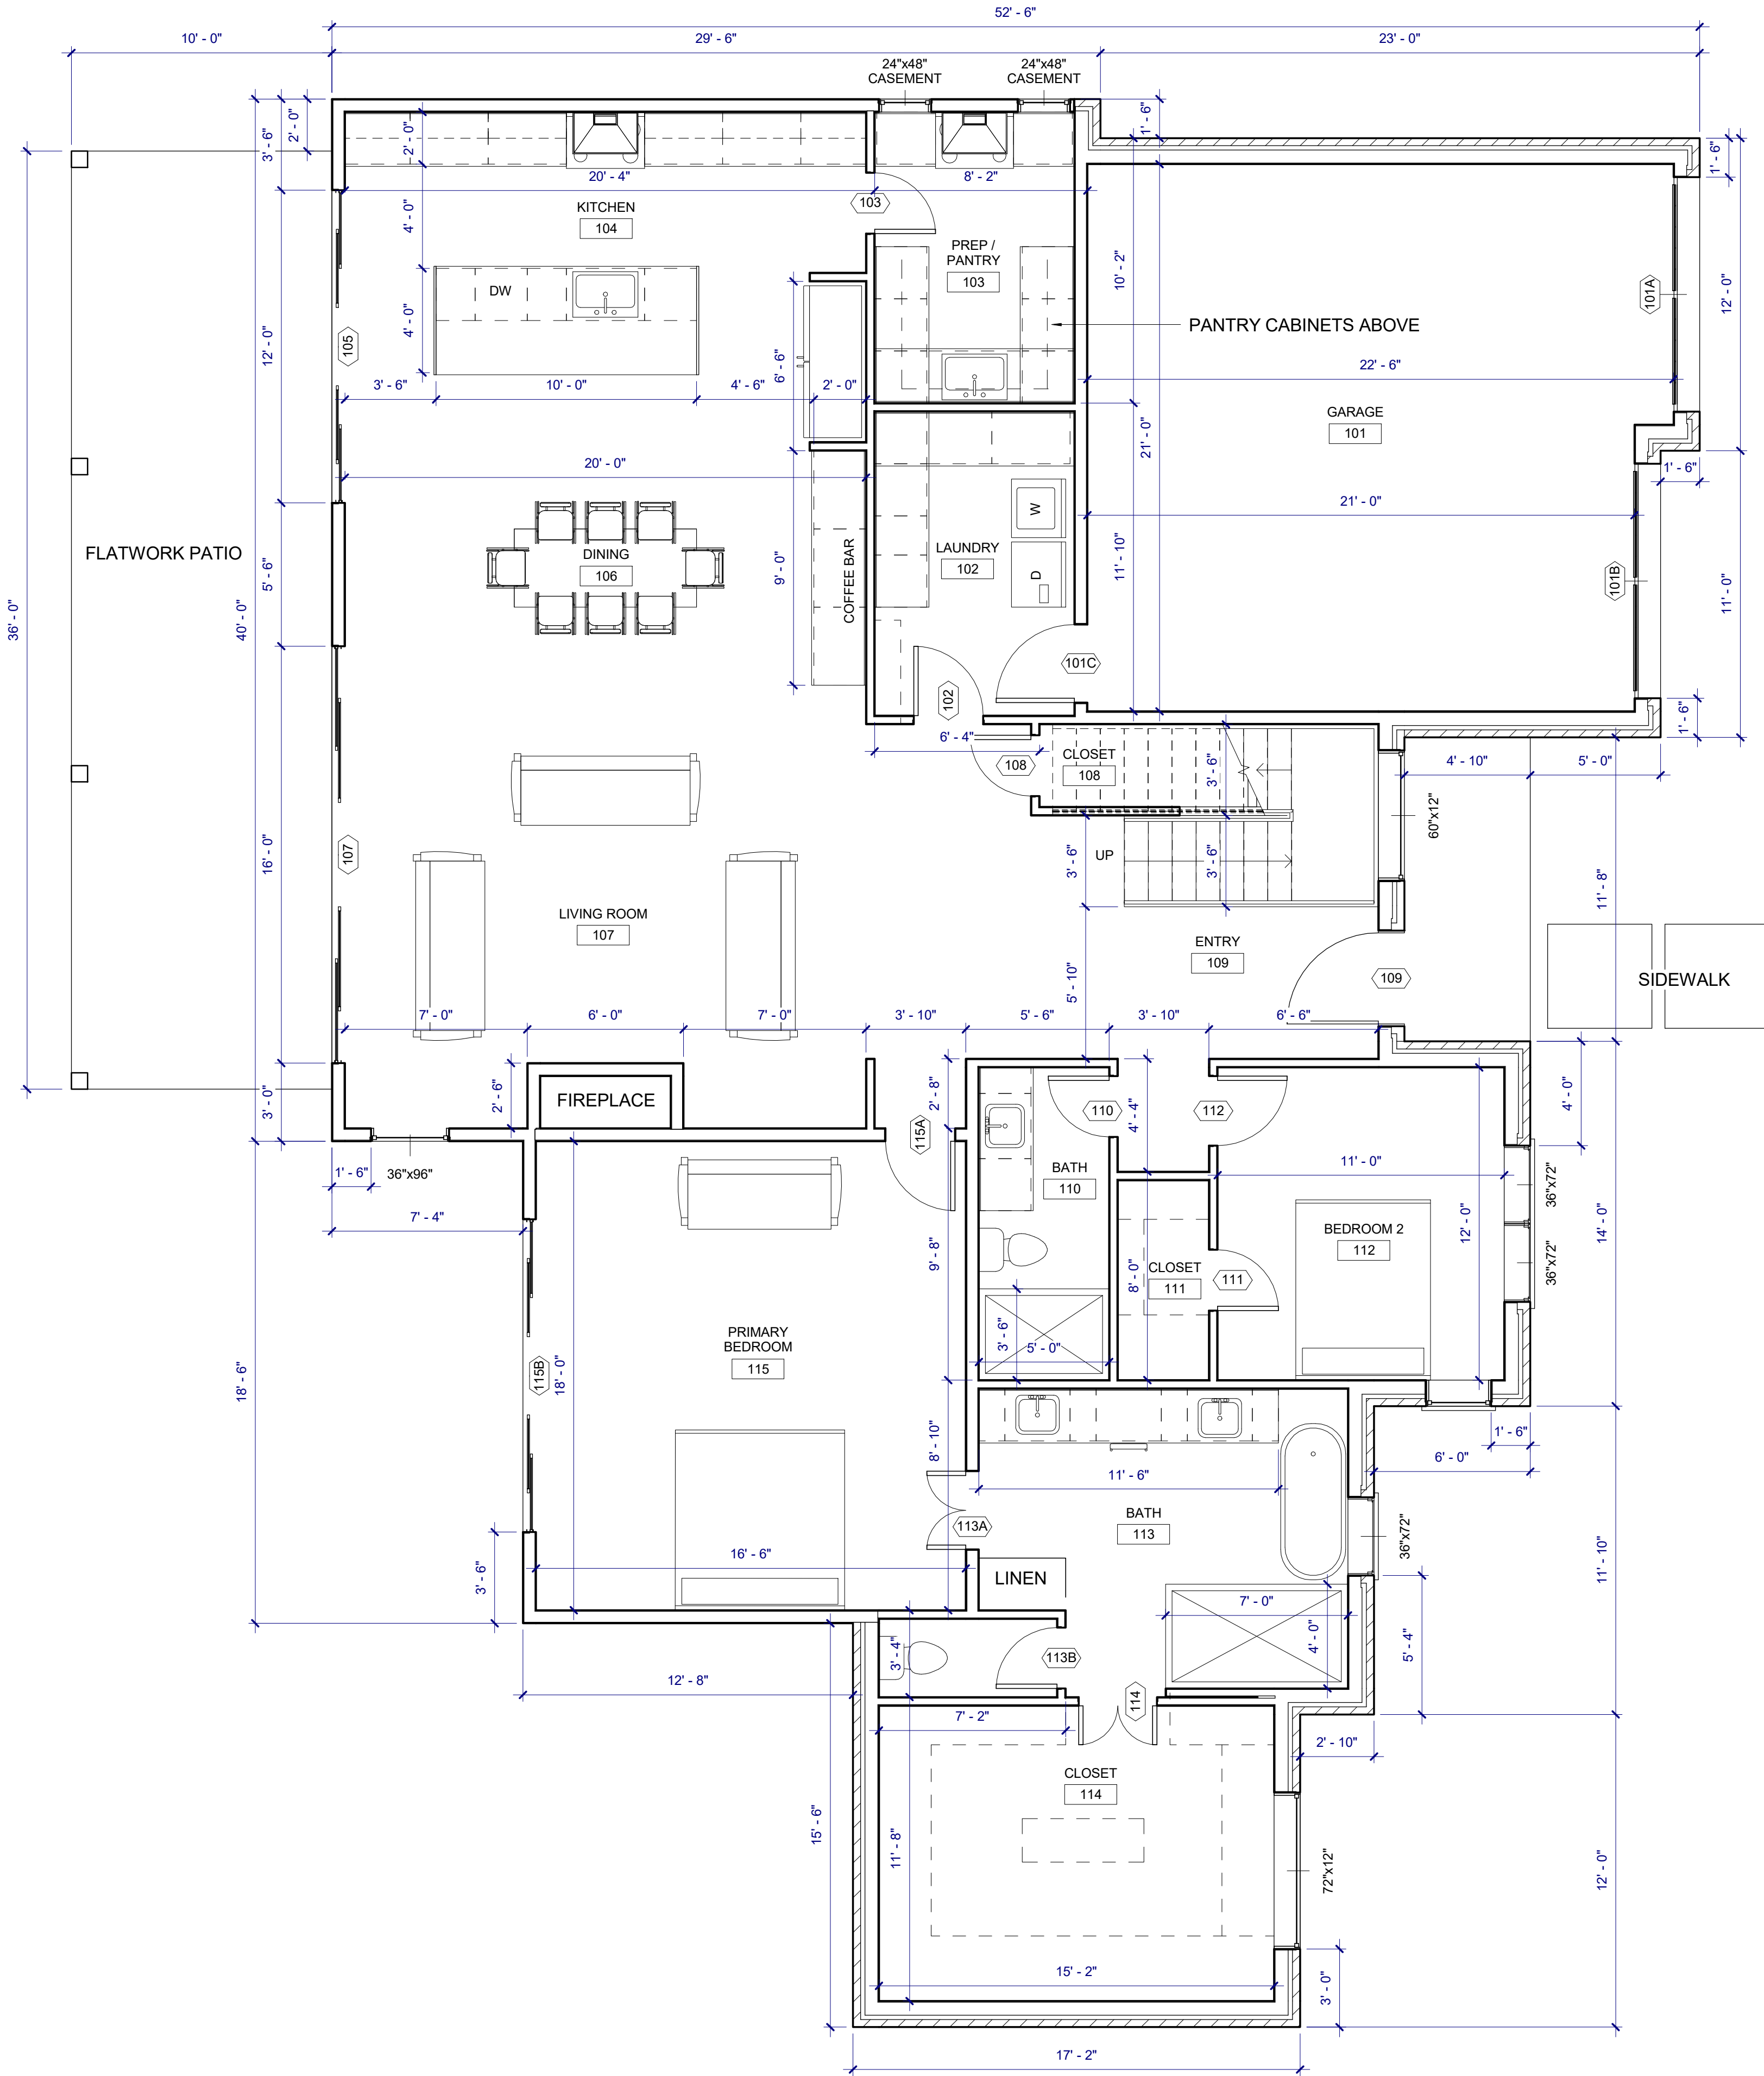 52' - 6"
10' - 0"
29' - 6"
23' - 0"
24"x48"
CASEMENT
24"x48"
CASEMENT
3' - 6"
2' - 0"
2' - 0"
1' - 6"
1' - 6"
20' - 4"
8' - 2"
103
KITCHEN
104
4' - 0"
PREP /
PANTRY
103
10' - 2"
101A
12' - 0"
DW
4' - 0"
105
12' - 0"
PANTRY CABINETS ABOVE
6' - 6"
22' - 6"
3' - 6"
10' - 0"
4' - 6"
2' - 0"
GARAGE
101
21' - 0"
20' - 0"
1' - 6"
21' - 0"
W
FLATWORK PATIO
DINING
106
LAUNDRY
102
11' - 10"
9' - 0"
COFFEE BAR
D
101B
11' - 0"
5' - 6"
36' - 0"
40' - 0"
101C
102
6' - 4"
1' - 6"
108
CLOSET
108
3' - 6"
4' - 10"
5' - 0"
60"x12"
107
16' - 0"
UP
3' - 6"
3' - 6"
11' - 8"
LIVING ROOM
107
ENTRY
109
109
SIDEWALK
5' - 10"
7' - 0"
6' - 0"
7' - 0"
3' - 10"
5' - 6"
3' - 10"
6' - 6"
3' - 0"
2' - 6"
FIREPLACE
2' - 8"
110
112
4' - 0"
115A
4' - 4"
1' - 6"
36"x96"
BATH
110
11' - 0"
36"x72"
7' - 4"
12' - 0"
14' - 0"
BEDROOM 2
112
9' - 8"
36"x72"
CLOSET
111
111
8' - 0"
3' - 6"
5' - 0"
PRIMARY
BEDROOM
115
115B
18' - 0"
18' - 6"
8' - 10"
1' - 6"
6' - 0"
11' - 6"
BATH
113
113A
36"x72"
11' - 10"
16' - 6"
3' - 6"
LINEN
7' - 0"
4' - 0"
5' - 4"
3' - 4"
113B
12' - 8"
114
7' - 2"
2' - 10"
CLOSET
114
15' - 6"
11' - 8"
72"x12"
12' - 0"
15' - 2"
3' - 0"
17' - 2"